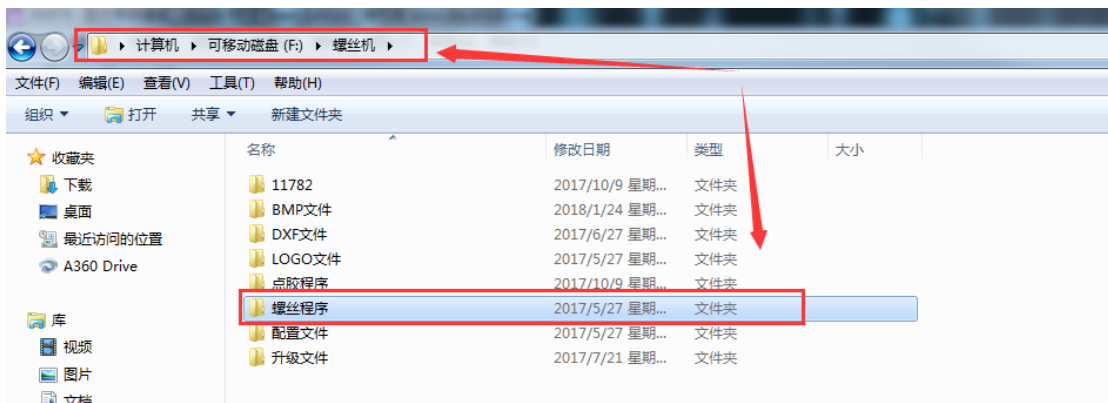 计算机 可移动磁盘 (F:) 螺丝机
文件(F) 编辑(E) 查看(V) 工具(T) 帮助(H)
组织 打开 共享 新建文件夹
收藏夹
下载
桌面
最近访问的位置
A360 Drive
库
视频
图片
文档
名称 修改日期 类型 大小
11782 2017/10/9 星期... 文件夹
BMP文件 2018/1/24 星期... 文件夹
DXF文件 2017/6/27 星期... 文件夹
LOGO文件 2017/5/27 星期... 文件夹
点胶程序 2017/10/9 星期... 文件夹
螺丝程序 2017/5/27 星期... 文件夹
配置文件 2017/5/27 星期... 文件夹
升级文件 2017/7/21 星期... 文件夹